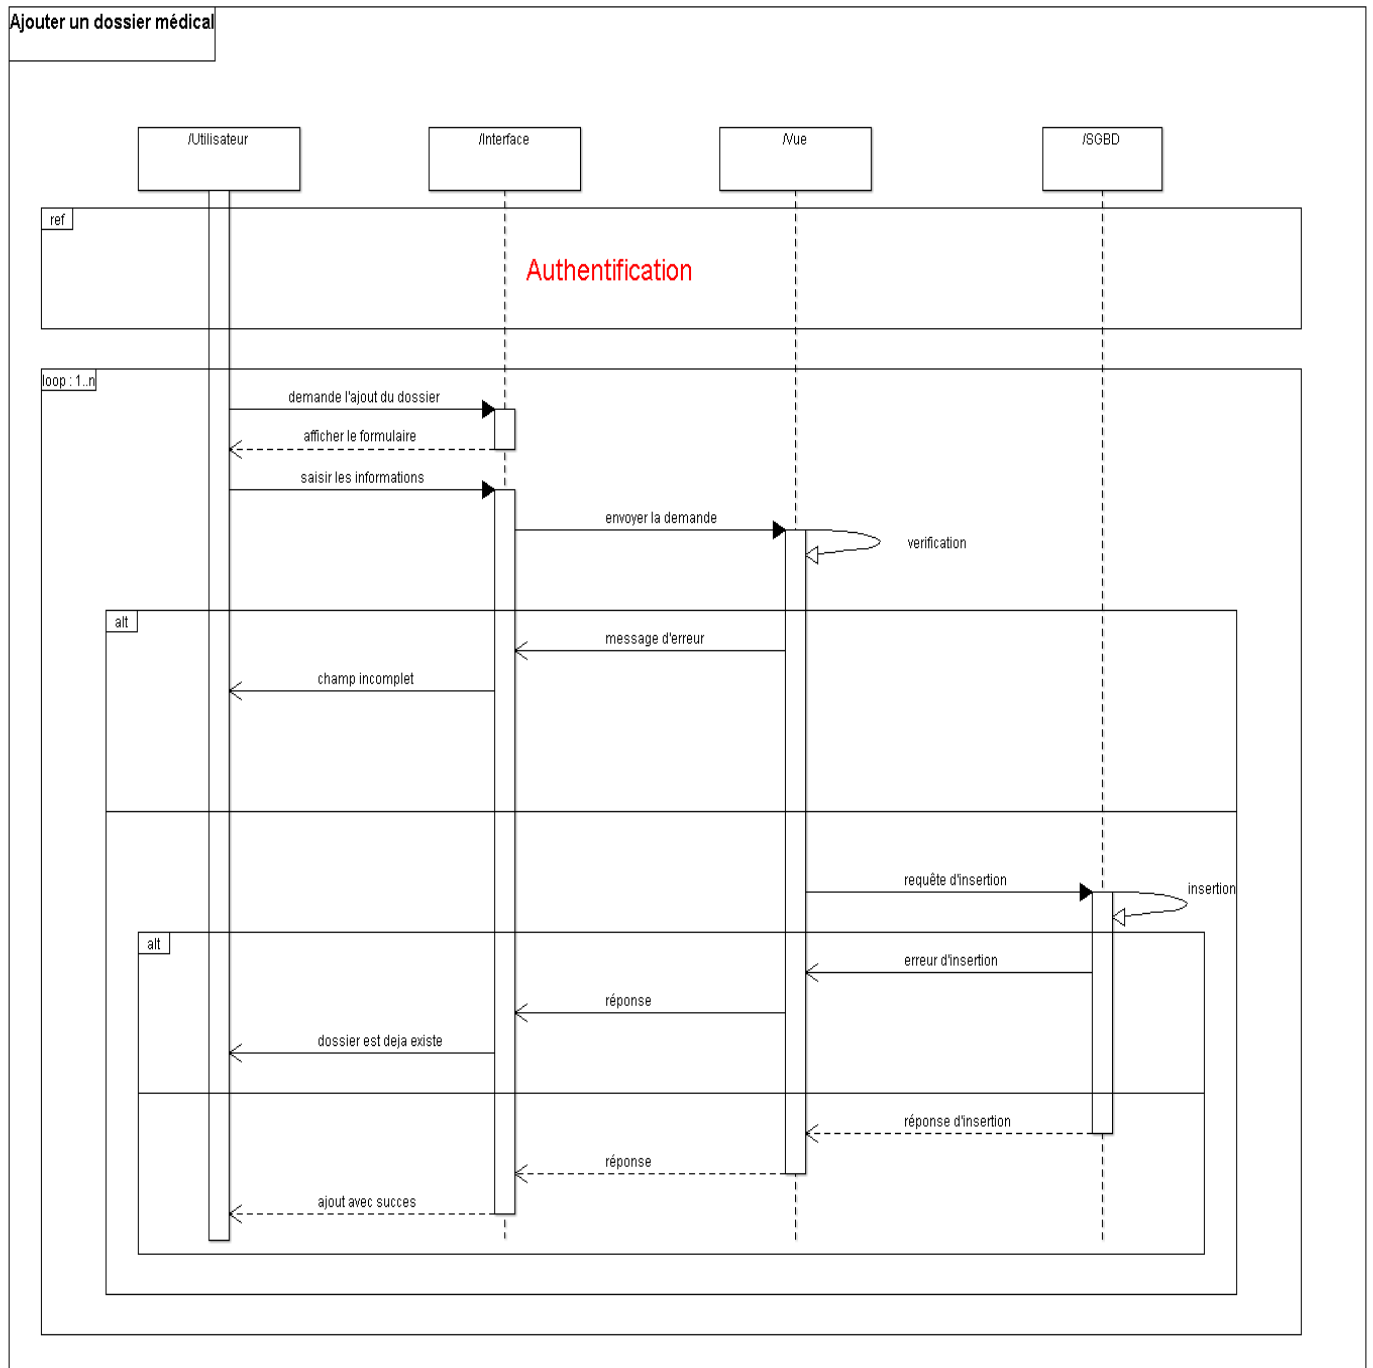 Ajouter un dossier médical
/Utilisateur
/Interface
/Vue
/SGBD
ref
Authentification
loop : 1..n
demande l'ajout du dossier
afficher le formulaire
saisir les informations
envoyer la demande
verification
alt
message d'erreur
champ incomplet
requête d'insertion
insertion
alt
erreur d'insertion
réponse
dossier est deja existe
réponse d'insertion
réponse
ajout avec succes